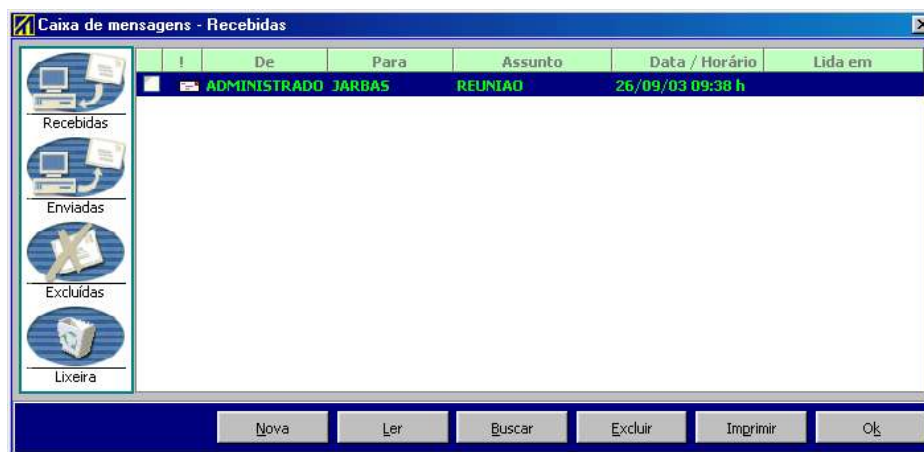 Caixa de mensagens - Recebidas
! De Para Assunto Data / Horário Lida em
ADMINISTRADO JARBAS REUNIAO 26/09/03 09:38 h
Recebidas
Enviadas
Excluídas
Lixeira
Nova Ler Buscar Excluir Imprimir Ok